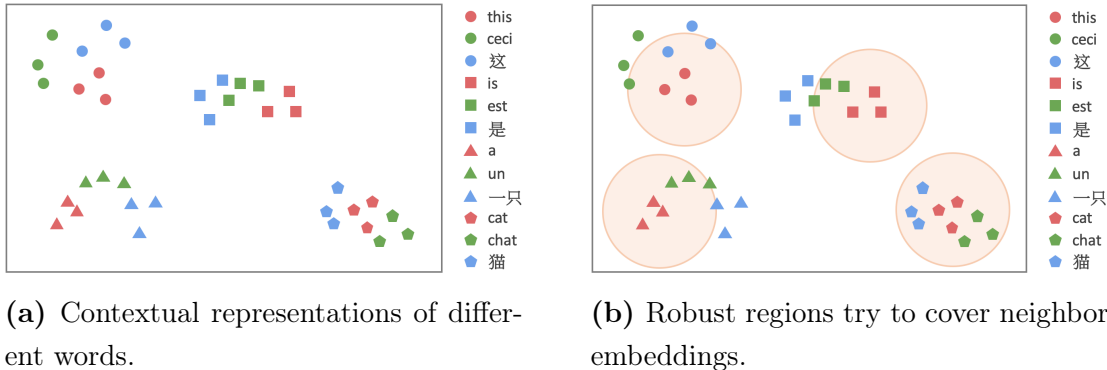 this
ceci
这
is
est
是
a
un
一只
cat
chat
猫
this
ceci
这
is
est
是
a
un
一只
cat
chat
猫
(a) Contextual representations of differ-
ent words.
(b) Robust regions try to cover neighbor
embeddings.